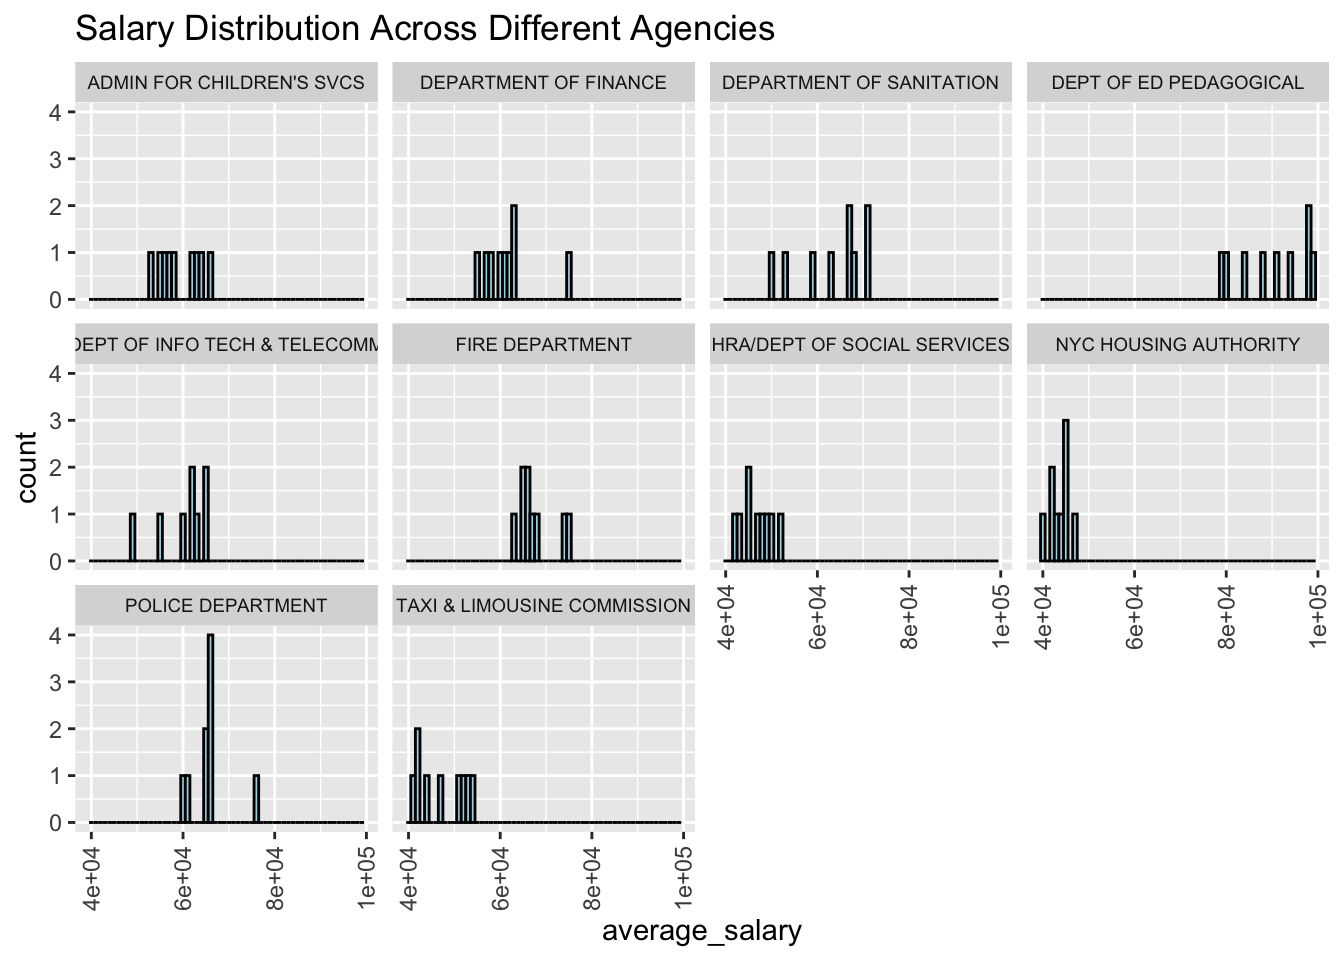 Salary Distribution Across Different Agencies
ADMIN FOR CHILDREN'S SVCS
DEPARTMENT OF FINANCE
DEPARTMENT OF SANITATION
DEPT OF ED PEDAGOGICAL
4
3
2
1
0
DEPT OF INFO TECH & TELECOMM
FIRE DEPARTMENT
HRA/DEPT OF SOCIAL SERVICES
NYC HOUSING AUTHORITY
4
3
2
1
0
4e+04
6e+04
8e+04
1e+05
4e+04
6e+04
8e+04
1e+05
POLICE DEPARTMENT
TAXI & LIMOUSINE COMMISSION
4
3
2
1
0
4e+04
6e+04
8e+04
1e+05
4e+04
6e+04
8e+04
1e+05
count
average_salary